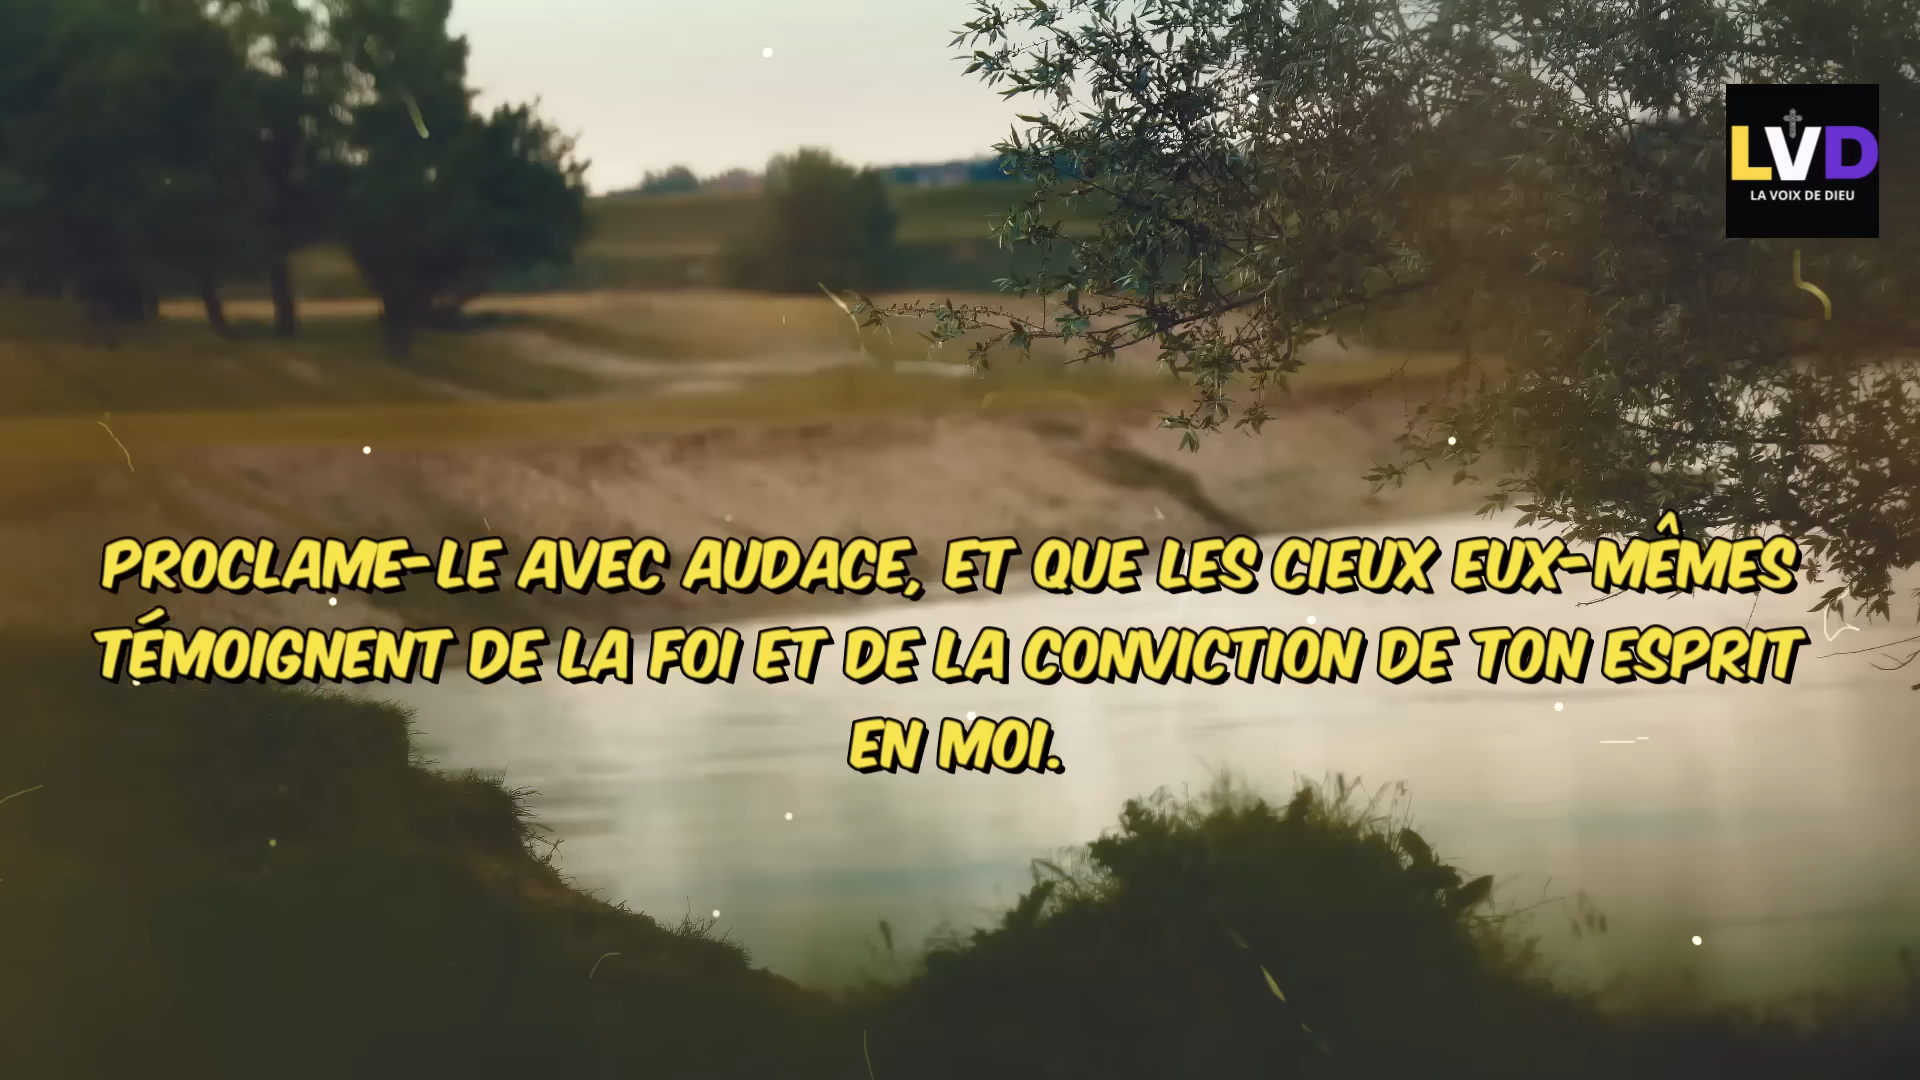 LVD
LA VOIX DE DIEU
PROCLAME-LE AVEC AUDACE, ET QUE LES CIEUX EUX-MÊMES
TÉMOIGNENT DE LA FOI ET DE LA CONVICTION DE TON ESPRIT
EN MOI.